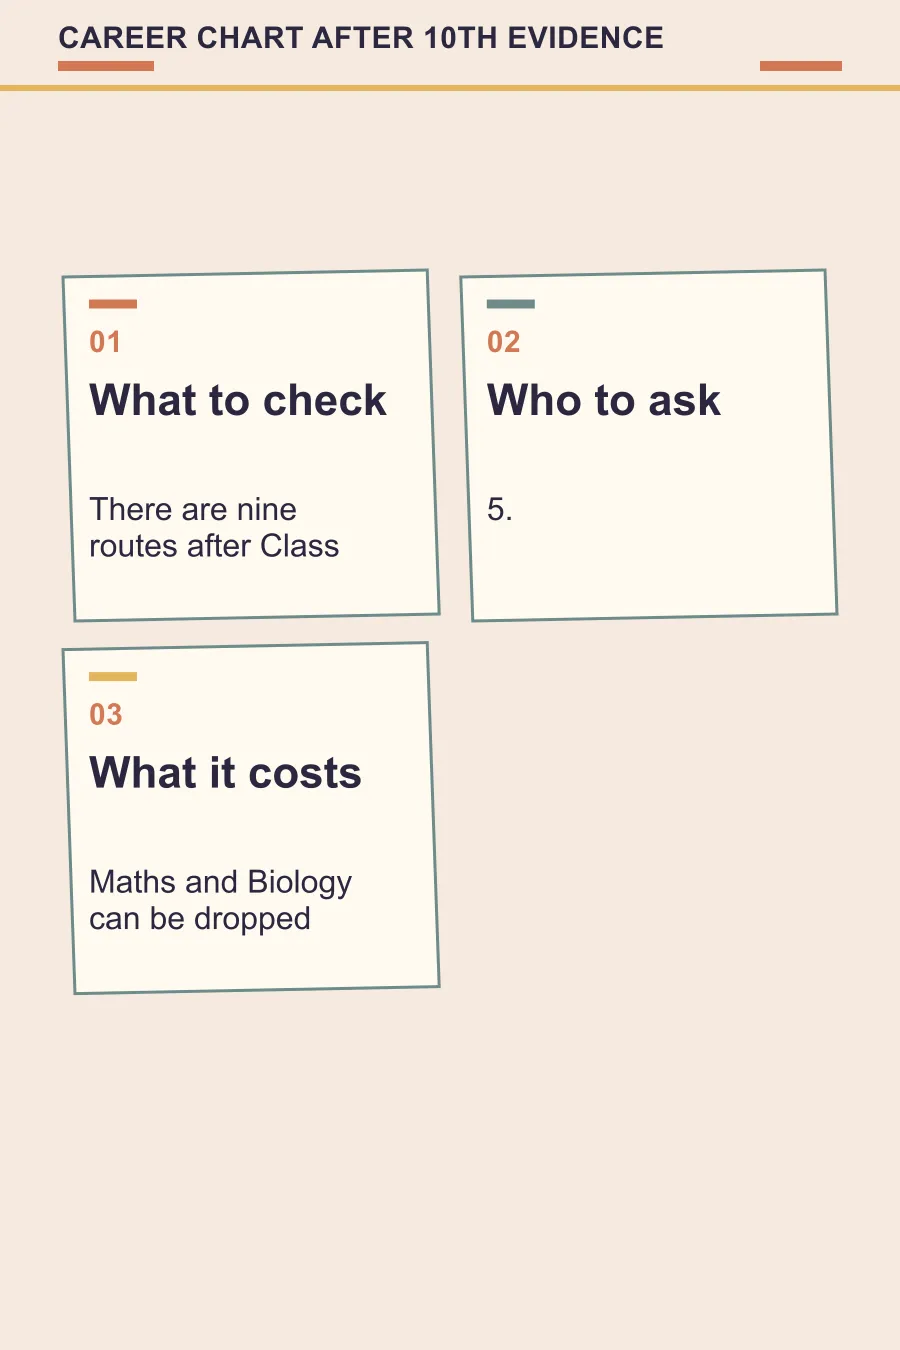 CAREER CHART AFTER 10TH EVIDENCE
01
What to check
There are nine
routes after Class
02
Who to ask
5.
03
What it costs
Maths and Biology
can be dropped